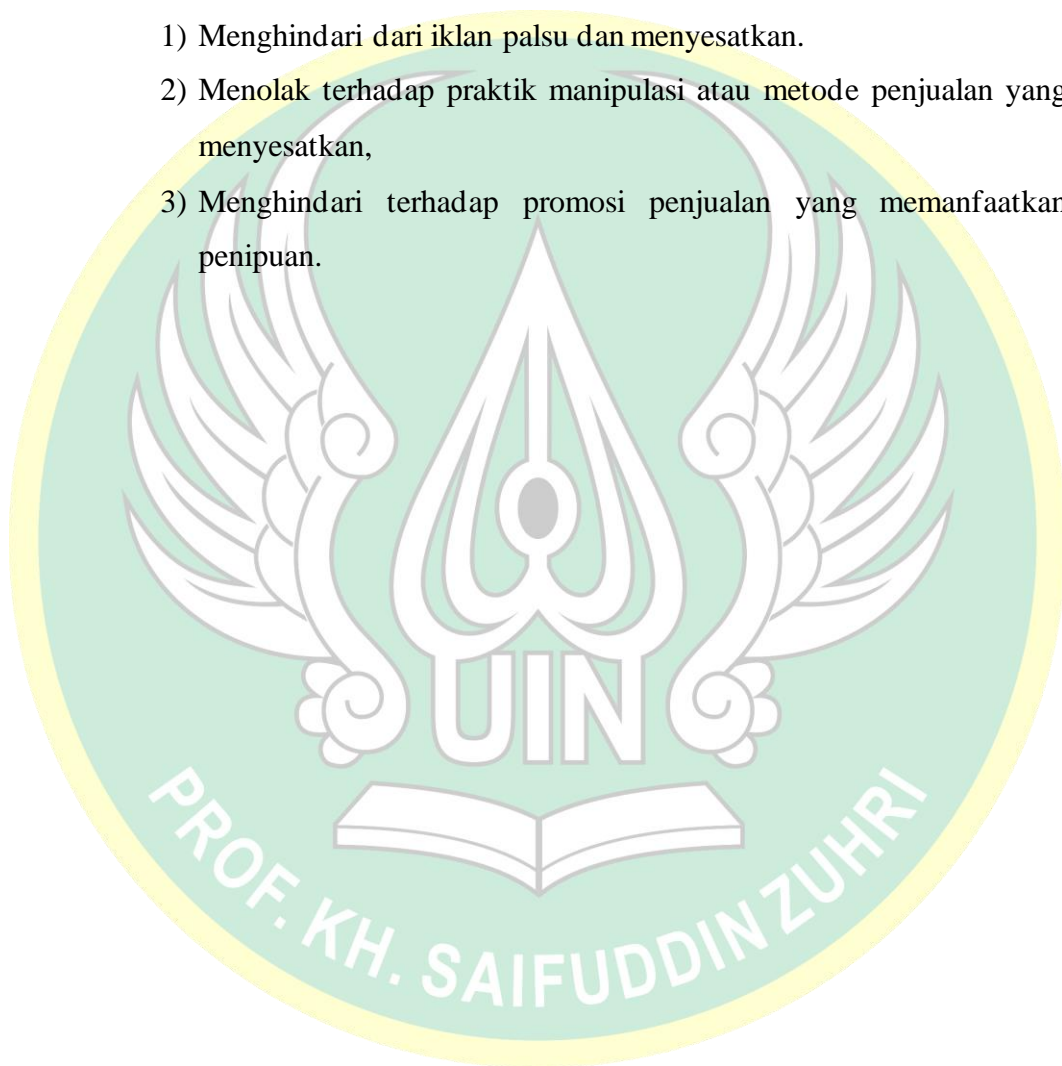 1) Menghindari dari iklan palsu dan menyesatkan.
2) Menolak terhadap praktik manipulasi atau metode penjualan yang
menyesatkan,
3) Menghindari terhadap promosi penjualan yang memanfaatkan
penipuan.
UIN
PROF. KH. SAIFUDDIN ZUHRI